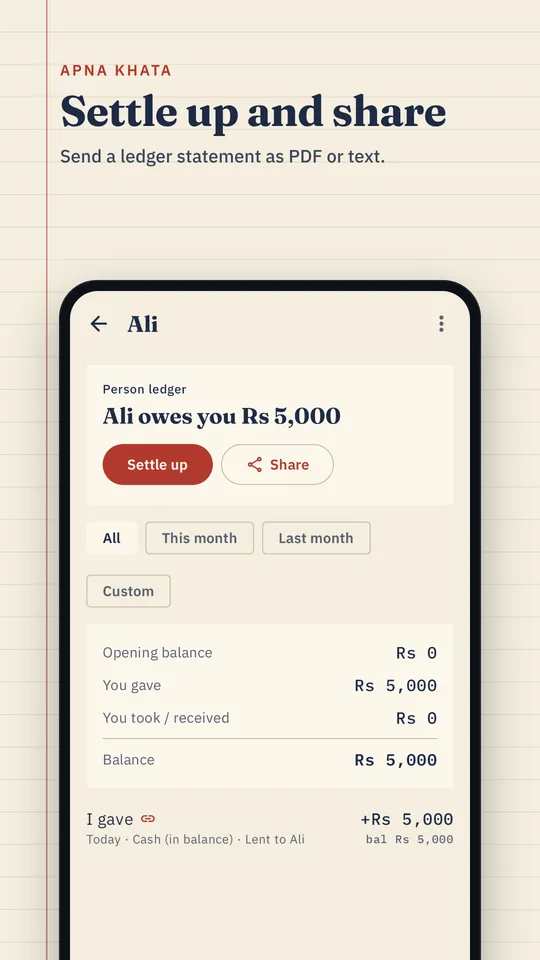 APNA KHATA
Settle up and share
Send a ledger statement as PDF or text.
Ali
Person ledger
Ali owes you Rs 5,000
Settle up Share
All This month Last month
Custom
Opening balance Rs 0
You gave Rs 5,000
You took / received Rs 0
Balance Rs 5,000
I gave +Rs 5,000
Today · Cash (in balance) · Lent to Ali bal Rs 5,000